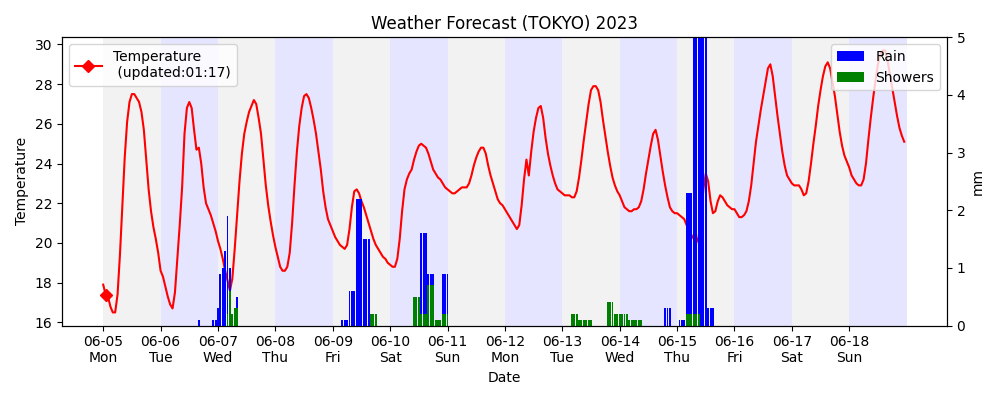 Weather Forecast (TOKYO) 2023
Temperature
(updated:01:17)
Rain
Showers
30
28
26
24
22
20
18
16
Temperature
5
4
3
2
1
0
mm
06-05 06-06 06-07 06-08 06-09 06-10 06-11 06-12 06-13 06-14 06-15 06-16 06-17 06-18
Mon Tue Wed Thu Fri Sat Sun Mon Tue Wed Thu Fri Sat Sun
Date